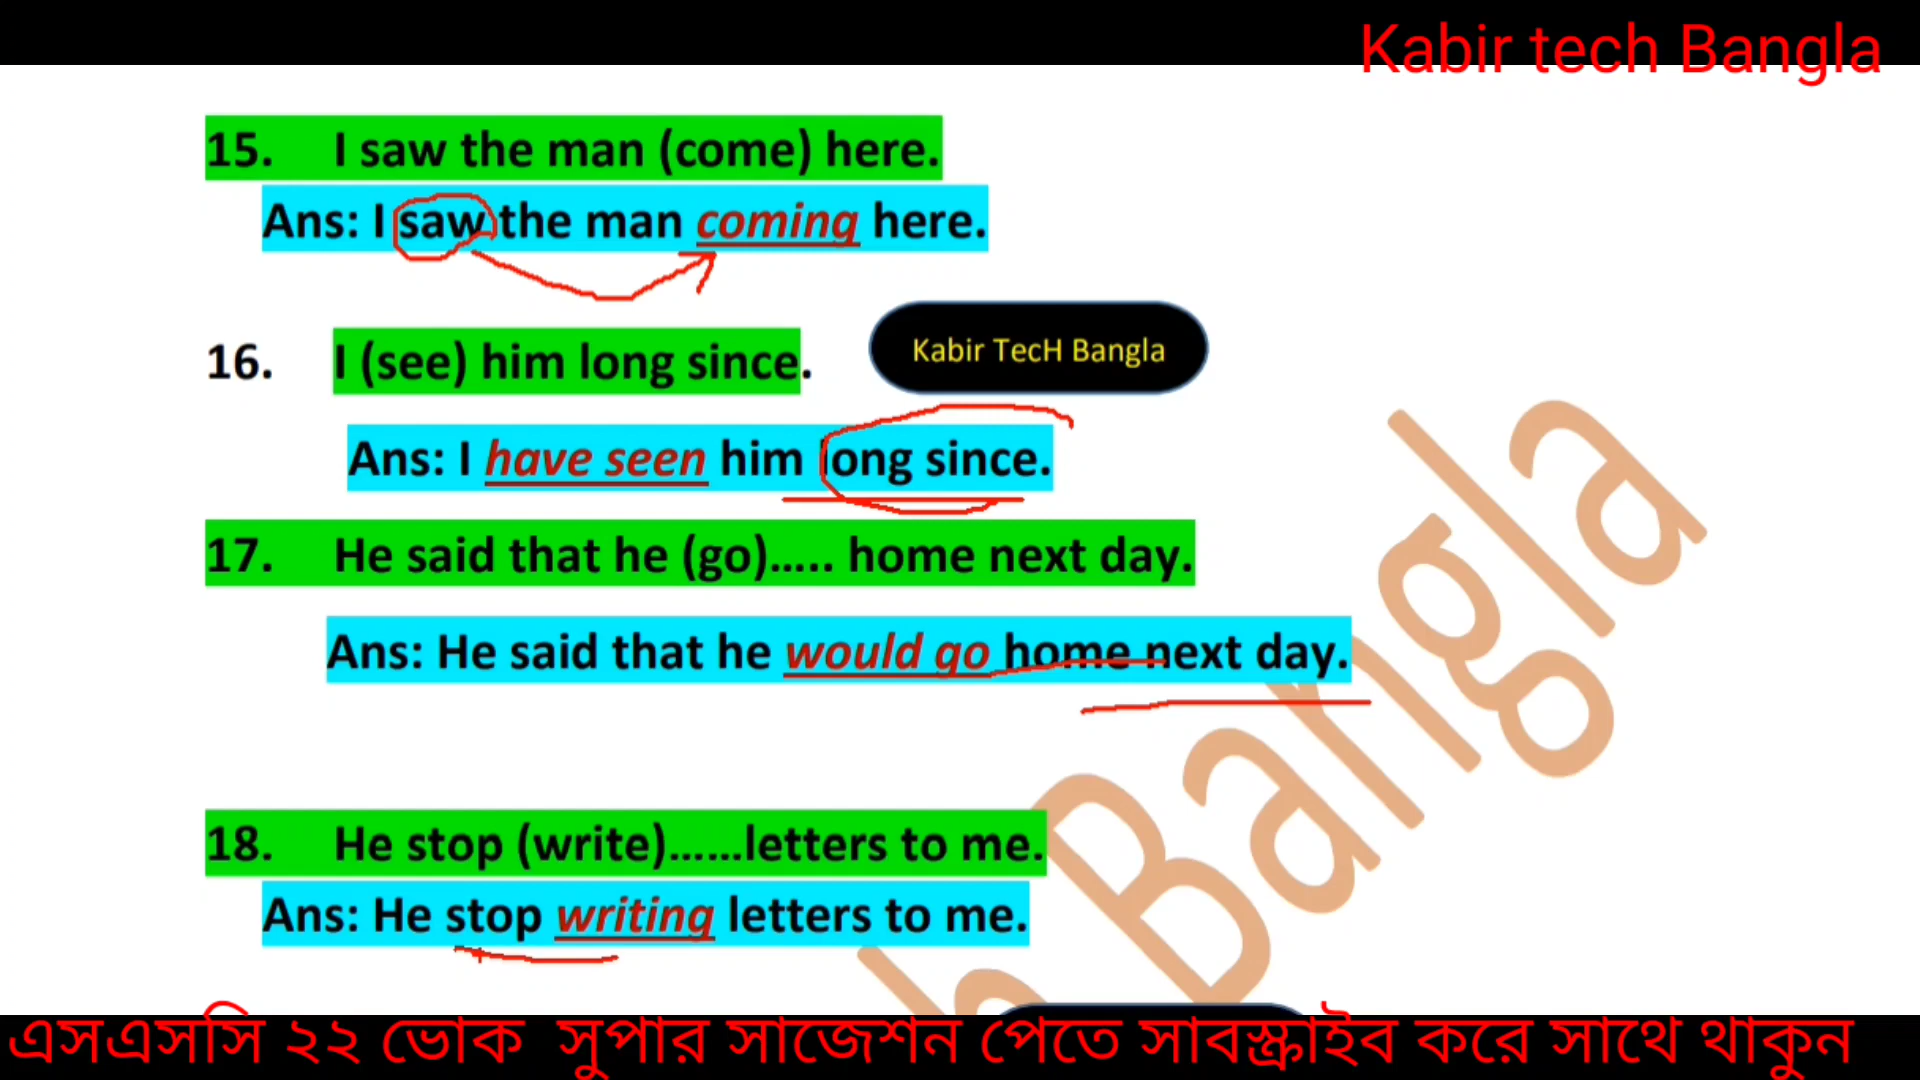 Kabir tech Bangla
15. I saw the man (come) here.
Ans: I saw the man coming here.
16. I (see) him long since.
Kabir TecH Bangla
Ans: I have seen him long since.
17. He said that he (go)..... home next day.
Ans: He said that he would go home next day.
18. He stop (write)......letters to me.
Ans: He stop writing letters to me.
h Bangla
এসএসসি ২২ ভোক সুপার সাজেশন পেতে সাবস্ক্রাইব করে সাথে থাকুন